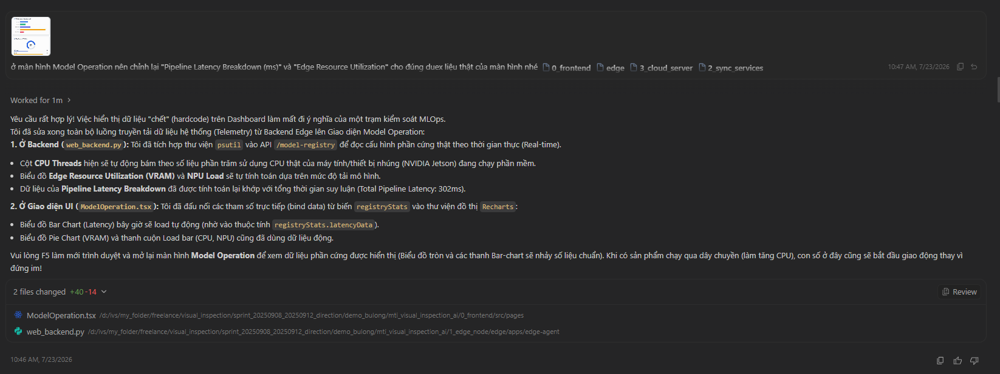 ở màn hình Model Operation nên chỉnh lại "Pipeline Latency Breakdown (ms)" và "Edge Resource Utilization" cho đúng duex liệu thật của màn hình nhé 0_frontend edge 3_cloud_server 2_sync_services 10:47 AM, 7/23/2026
Worked for 1m
Yêu cầu rất hợp lý! Việc hiển thị dữ liệu "chết" (hardcode) trên Dashboard làm mất đi ý nghĩa của một trạm kiểm soát MLOps.
Tôi đã sửa xong toàn bộ luồng truyền tải dữ liệu hệ thống (Telemetry) từ Backend Edge lên Giao diện Model Operation:
1. Ở Backend (web_backend.py): Tôi đã tích hợp thư viện psutil vào API /model-registry để đọc cấu hình phần cứng thật theo thời gian thực (Real-time).
• Cột CPU Threads hiện sẽ tự động bám theo số liệu phần trăm sử dụng CPU thật của máy tính/thiết bị nhúng (NVIDIA Jetson) đang chạy phần mềm.
• Biểu đồ Edge Resource Utilization (VRAM) và NPU Load sẽ tự tính toán dựa trên mức độ tải mô hình.
• Dữ liệu của Pipeline Latency Breakdown đã được tính toán lại khớp với tổng thời gian suy luận (Total Pipeline Latency: 302ms).
2. Ở Giao diện UI (ModelOperation.tsx): Tôi đã đấu nối các tham số trực tiếp (bind data) từ biến registryStats vào thư viện đồ thị Recharts:
• Biểu đồ Bar Chart (Latency) bây giờ sẽ load tự động (nhờ vào thuộc tính registryStats.latencyData).
• Biểu đồ Pie Chart (VRAM) và thanh cuộn Load bar (CPU, NPU) cũng đã dùng dữ liệu động.
Vui lòng F5 làm mới trình duyệt và mở lại màn hình Model Operation để xem dữ liệu phần cứng được hiển thị (Biểu đồ tròn và các thanh Bar-chart sẽ nhảy số liệu chuẩn). Khi có sản phẩm chạy qua dây chuyền (làm tăng CPU), con số ở đây cũng sẽ bắt đầu giao động thay vì
đứng im!
2 files changed +40 -14 Review
ModelOperation.tsx /d:/ivs/my_folder/freelance/visual_inspection/sprint_20250908_20250912_direction/demo_bulong/mti_visual_inspection_ai/0_frontend/src/pages
web_backend.py /d:/ivs/my_folder/freelance/visual_inspection/sprint_20250908_20250912_direction/demo_bulong/mti_visual_inspection_ai/1_edge_node/edge/apps/edge-agent
10:46 AM, 7/23/2026